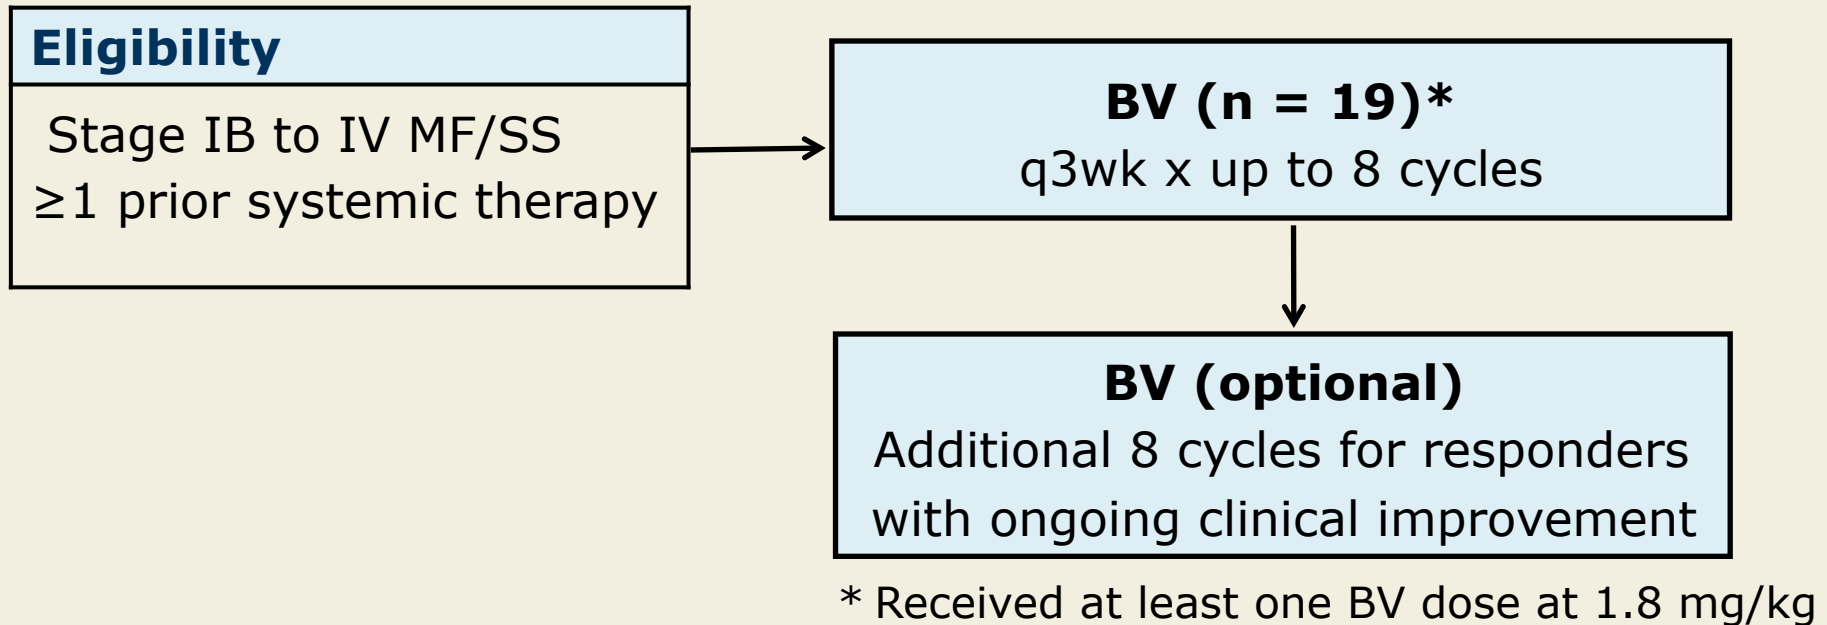 Eligibility
Stage IB to IV MF/SS
≥1 prior systemic therapy
BV (n = 19)*
q3wk x up to 8 cycles
BV (optional)
Additional 8 cycles for responders
with ongoing clinical improvement
* Received at least one BV dose at 1.8 mg/kg